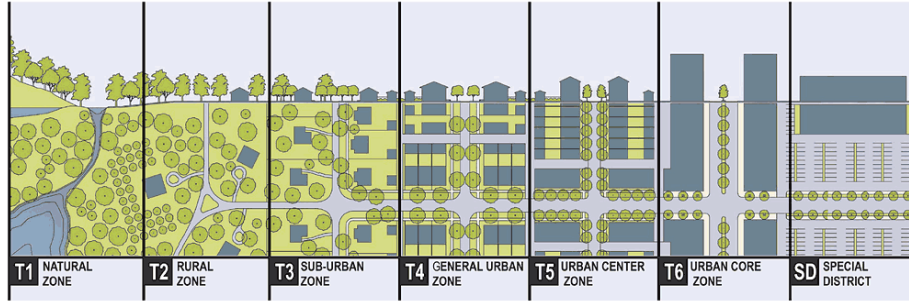 T1 NATURAL
ZONE
T2 RURAL
ZONE
T3 SUB-URBAN
ZONE
T4 GENERAL URBAN
ZONE
T5 URBAN CENTER
ZONE
T6 URBAN CORE
ZONE
SD SPECIAL
DISTRICT